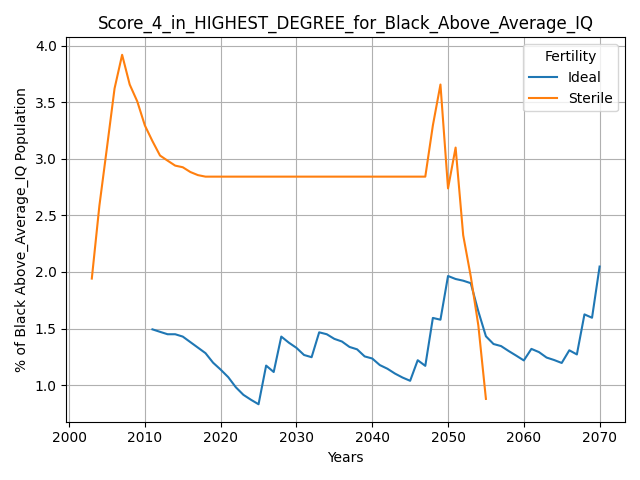 Score_4_in_HIGHEST_DEGREE_for_Black_Above_Average_IQ
% of Black Above_Average_IQ Population
4.0
3.5
3.0
2.5
2.0
1.5
1.0
Fertility
Ideal
Sterile
2000 2010 2020 2030 2040 2050 2060 2070
Years